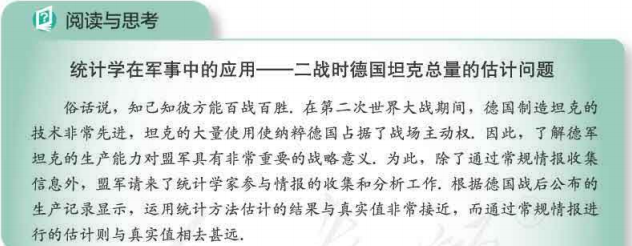 阅读与思考
统计学在军事中的应用——二战时德国坦克总量的估计问题
俗话说，知己知彼方能百战百胜．在第二次世界大战期间，德国制造坦克的
技术非常先进，坦克的大量使用使纳粹德国占据了战场主动权．因此，了解德军
坦克的生产能力对盟军具有非常重要的战略意义．为此，除了通过常规情报收集
信息外，盟军请来了统计学家参与情报的收集和分析工作．根据德国战后公布的
生产记录显示，运用统计方法估计的结果与真实值非常接近，而通过常规情报进
行的估计则与真实值相去甚远．